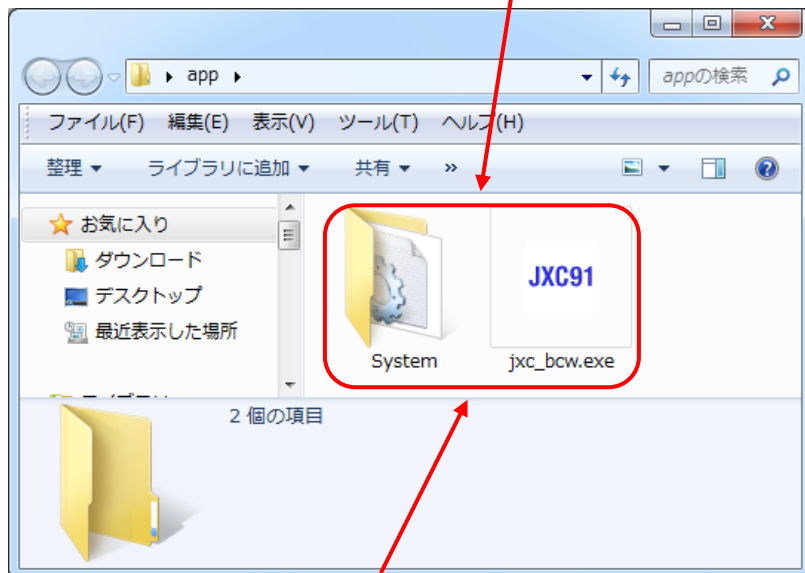 app
appの検索
ファイル(F) 編集(E) 表示(V) ツール(T) ヘルプ(H)
整理 ライブラリに追加 共有 »
お気に入り
ダウンロード
デスクトップ
最近表示した場所
JXC91
System jxc_bcw.exe
2 個の項目